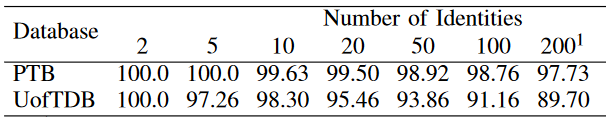 Database Number of Identities
2 5 10 20 50 100 200¹
PTB 100.0 100.0 99.63 99.50 98.92 98.76 97.73
UofTDB 100.0 97.26 98.30 95.46 93.86 91.16 89.70